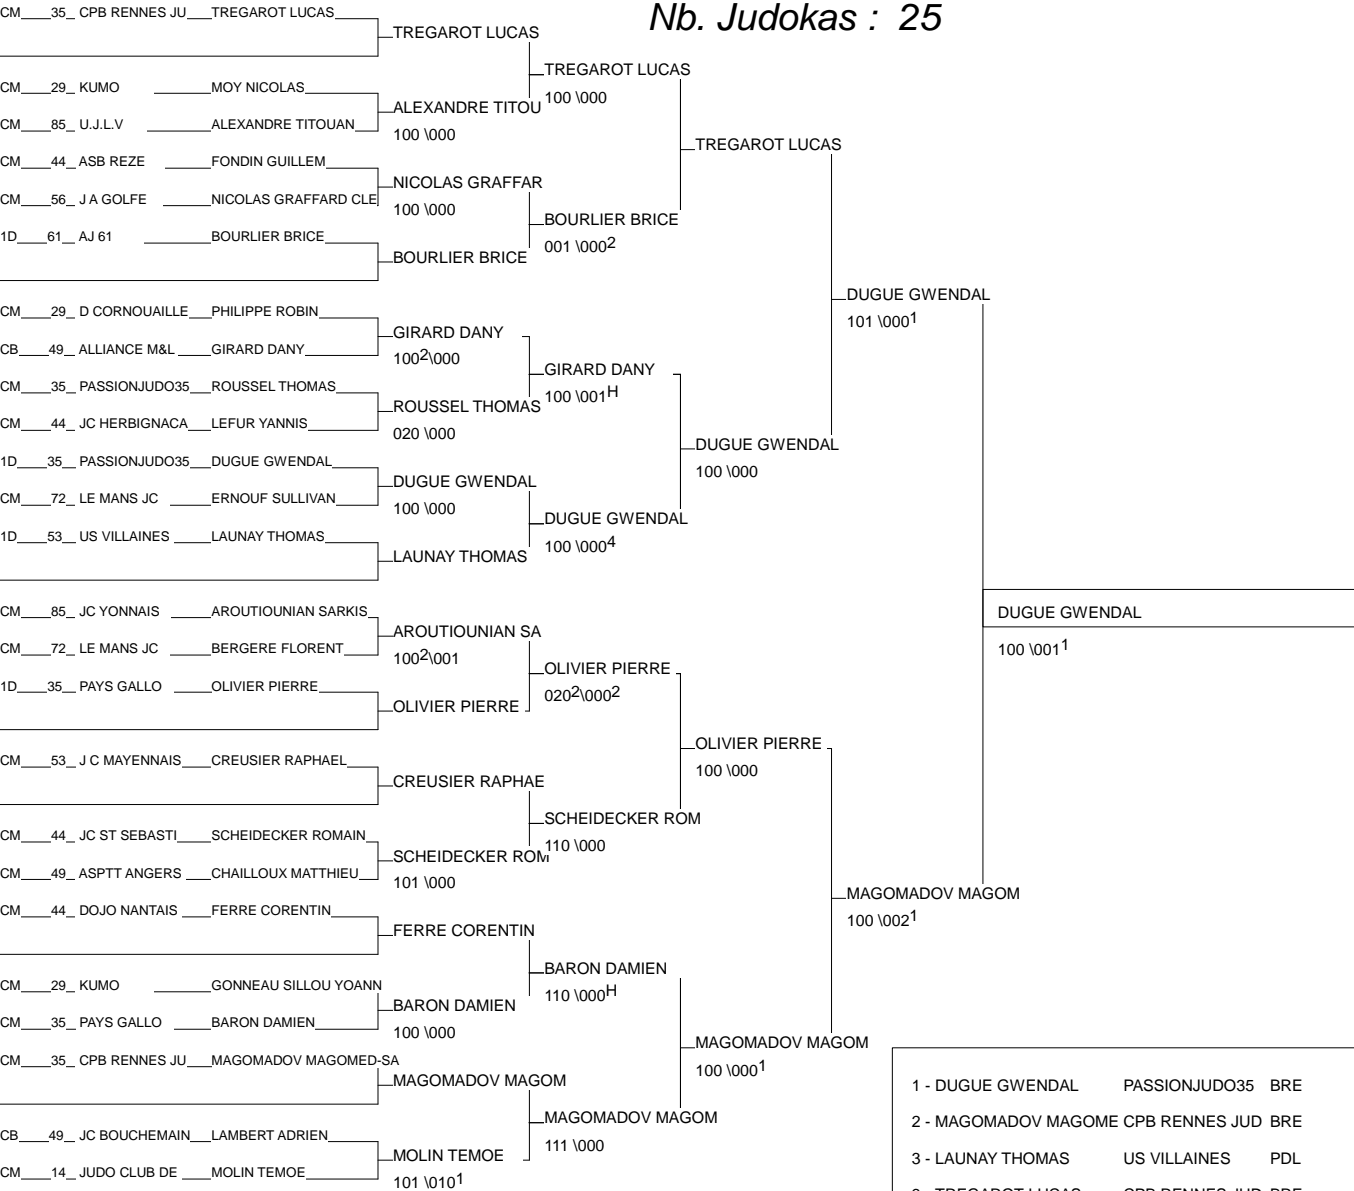 Nb. Judokas : 25
CM 35 CPB RENNES JU TREGAROT LUCAS
TREGAROT LUCAS
TREGAROT LUCAS
100 \000
CM 29 KUMO MOY NICOLAS
ALEXANDRE TITOU
100 \000
CM 85 U.J.L.V ALEXANDRE TITOUAN
TREGAROT LUCAS
CM 44 ASB REZE FONDIN GUILLEM
NICOLAS GRAFFAR
100 \000
CM 56 J A GOLFE NICOLAS GRAFFARD CLE
BOURLIER BRICE
001 \0002
1D 61 AJ 61 BOURLIER BRICE
BOURLIER BRICE
DUGUE GWENDAL
101 \0001
CM 29 D CORNOUAILLE PHILIPPE ROBIN
GIRARD DANY
1002\000
CB 49 ALLIANCE M&L GIRARD DANY
GIRARD DANY
100 \001H
CM 35 PASSIONJUDO35 ROUSSEL THOMAS
ROUSSEL THOMAS
020 \000
CM 44 JC HERBIGNACA LEFUR YANNIS
DUGUE GWENDAL
100 \000
1D 35 PASSIONJUDO35 DUGUE GWENDAL
DUGUE GWENDAL
100 \000
CM 72 LE MANS JC ERNOUF SULLIVAN
DUGUE GWENDAL
100 \0004
1D 53 US VILLAINES LAUNAY THOMAS
LAUNAY THOMAS
DUGUE GWENDAL
100 \0011
CM 85 JC YONNAIS AROUTIOUNIAN SARKIS
AROUTIOUNIAN SA
1002\001
CM 72 LE MANS JC BERGERE FLORENT
OLIVIER PIERRE
0202\0002
1D 35 PAYS GALLO OLIVIER PIERRE
OLIVIER PIERRE
OLIVIER PIERRE
100 \000
CM 53 J C MAYENNAIS CREUSIER RAPHAEL
CREUSIER RAPHAE
SCHEIDECKER ROM
110 \000
CM 44 JC ST SEBASTI SCHEIDECKER ROMAIN
SCHEIDECKER ROM
101 \000
CM 49 ASPTT ANGERS CHAILLOUX MATTHIEU
MAGOMADOV MAGOM
100 \0021
CM 44 DOJO NANTAIS FERRE CORENTIN
FERRE CORENTIN
BARON DAMIEN
110 \000H
CM 29 KUMO GONNEAU SILLOU YOANN
BARON DAMIEN
100 \000
CM 35 PAYS GALLO BARON DAMIEN
MAGOMADOV MAGOM
100 \0001
CM 35 CPB RENNES JU MAGOMADOV MAGOMED-SA
MAGOMADOV MAGOM
MAGOMADOV MAGOM
111 \000
CB 49 JC BOUCHEMAIN LAMBERT ADRIEN
MOLIN TEMOE
101 \0101
CM 14 JUDO CLUB DE MOLIN TEMOE
1 - DUGUE GWENDAL PASSIONJUDO35 BRE
2 - MAGOMADOV MAGOME CPB RENNES JUD BRE
3 - LAUNAY THOMAS US VILLAINES PDL
3 - TREGAROT LUCAS CPB RENNES JUD BRE